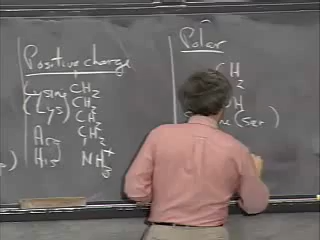 Positive charge
Lysine CH2
(Lys) CH2
CH2
Arg CH2
His NH3+
Polar
CH2
(Ser)